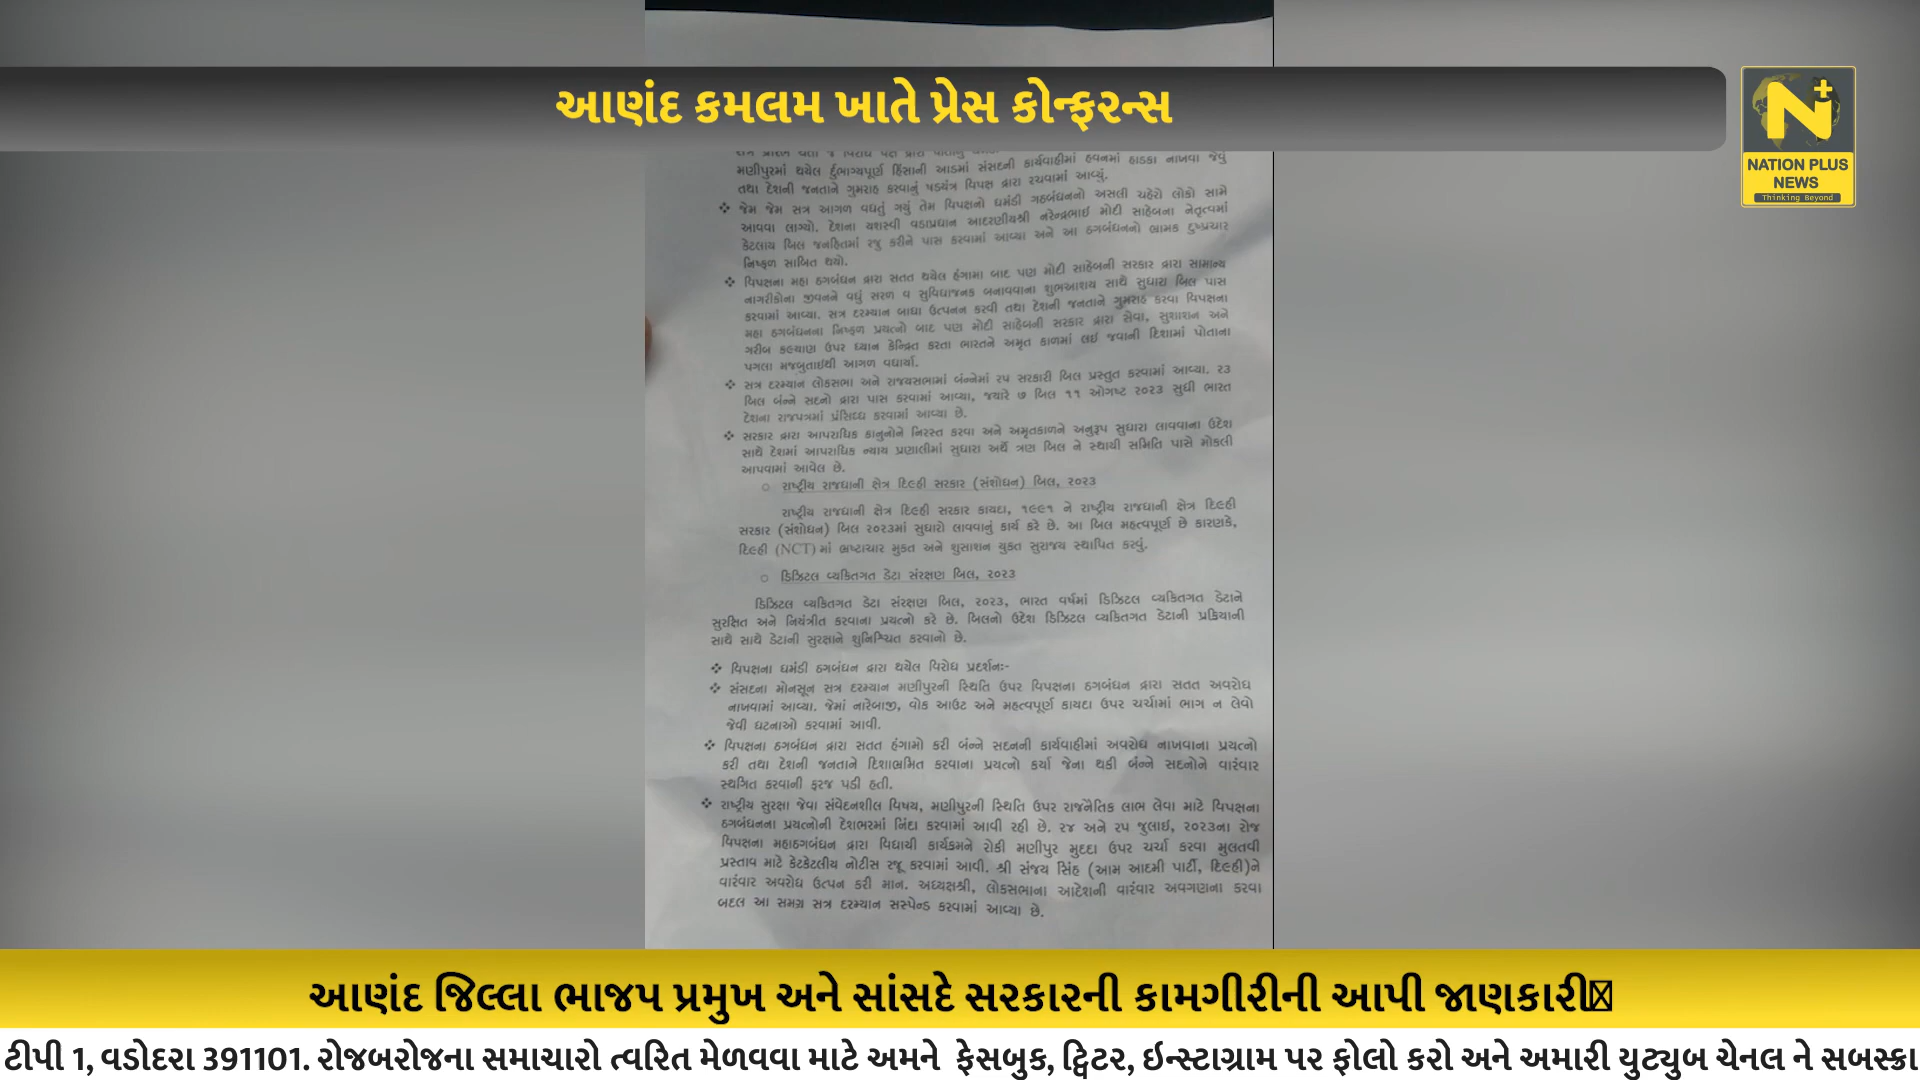 આણંદ કમલમ ખાતે પ્રેસ કોન્ફરન્સ
NATION PLUS
NEWS
Thinking Beyond
મણીપુરમાં થયેલ દુર્ભાગ્યપૂર્ણ હિંસાની આડમાં સંસદની કાર્યવાહીમાં હવનમાં હાડકા નાખવા જેવું
તથા દેશની જનતાને ગુમરાહ કરવાનું ષડયંત્ર વિપક્ષ દ્વારા રચવામાં આવ્યું.
❖ જેમ જેમ સત્ર આગળ વધતું ગયું તેમ વિપક્ષનો ઘમંડી ગઠબંધનનો અસલી ચહેરો લોકો સામે
આવવા લાગ્યો. દેશના યશસ્વી વડાપ્રધાન આદરણીયશ્રી નરેન્દ્રભાઈ મોદી સાહેબના નેતૃત્વમાં
કેટલાય બિલ જનહિતમાં રજુ કરીને પાસ કરવામાં આવ્યા અને આ ઠગબંધનનો ભ્રામક દુષ્પ્રચાર
નિષ્ફળ સાબિત થયો.
❖ વિપક્ષના મહા ઠગબંધન દ્વારા સતત થયેલ હંગામા બાદ પણ મોદી સાહેબની સરકાર દ્વારા સામાન્ય
નાગરીકોના જીવનને વધું સરળ વ સુવિધાજનક બનાવવાના શુભઆશય સાથે સુધારા બિલ પાસ
કરવામાં આવ્યા. સત્ર દરમ્યાન બાધા ઉત્પનન કરવી તથા દેશની જનતાને ગુમરાહ કરવા વિપક્ષના
મહા ઠગબંધનના નિષ્ફળ પ્રયત્નો બાદ પણ મોદી સાહેબની સરકાર દ્વારા સેવા, સુશાશન અને
ગરીબ કલ્યાણ ઉપર ધ્યાન કેન્દ્રિત કરતા ભારતને અમૃત કાળમાં લઈ જવાની દિશામાં પોતાના
પગલા મજબુતાઈથી આગળ વધાર્યા.
❖ સત્ર દરમ્યાન લોકસભા અને રાજયસભામાં બંન્નેમાં ૨૫ સરકારી બિલ પ્રસ્તુત કરવામાં આવ્યા. ૨૩
બિલ બંન્ને સદનો દ્વારા પાસ કરવામાં આવ્યા, જયારે ૭ બિલ ૧૧ ઓગષ્ટ ૨૦૨૩ સુધી ભારત
દેશના રાજપત્રમાં પ્રસિધ્ધ કરવામાં આવ્યા છે.
❖ સરકાર દ્વારા આપરાધિક કાનુનોને નિરસ્ત કરવા અને અમૃતકાળને અનુરૂપ સુધારા લાવવાના ઉદેશ
સાથે દેશમાં આપરાધિક ન્યાય પ્રણાલીમાં સુધારા અર્થે ત્રણ બિલ ને સ્થાયી સમિતિ પાસે મોકલી
આપવામાં આવેલ છે.
○ રાષ્ટ્રીય રાજધાની ક્ષેત્ર દિલ્હી સરકાર (સંશોધન) બિલ, ૨૦૨૩
રાષ્ટ્રીય રાજધાની ક્ષેત્ર દિલ્હી સરકાર કાયદા, ૧૯૯૧ ને રાષ્ટ્રીય રાજધાની ક્ષેત્ર દિલ્હી
સરકાર (સંશોધન) બિલ ૨૦૨૩માં સુધારો લાવવાનું કાર્ય કરે છે. આ બિલ મહત્વપૂર્ણ છે કારણકે,
દિલ્હી (NCT) માં ભ્રષ્ટાચાર મુકત અને શુસાશન યુકત સુરાજય સ્થાપિત કરવું.
○ ડિઝિટલ વ્યકિતગત ડેટા સંરક્ષણ બિલ, ૨૦૨૩
ડિઝિટલ વ્યકિતગત ડેટા સંરક્ષણ બિલ, ૨૦૨૩, ભારત વર્ષમાં ડિઝિટલ વ્યકિતગત ડેટાને
સુરક્ષિત અને નિયંત્રીત કરવાના પ્રયત્નો કરે છે. બિલનો ઉદેશ ડિઝિટલ વ્યકિતગત ડેટાની પ્રક્રિયાની
સાથે સાથે ડેટાની સુરક્ષાને શુનિશ્ચિત કરવાનો છે.
❖ વિપક્ષના ઘમંડી ઠગબંધન દ્વારા થયેલ વિરોધ પ્રદર્શનઃ-
❖ સંસદના મોનસૂન સત્ર દરમ્યાન મણીપુરની સ્થિતિ ઉપર વિપક્ષના ઠગબંધન દ્વારા સતત અવરોધ
નાખવામાં આવ્યા. જેમાં નારેબાજી, વોક આઉટ અને મહત્વપૂર્ણ કાયદા ઉપર ચર્ચામાં ભાગ ન લેવો
જેવી ઘટનાઓ કરવામાં આવી.
❖ વિપક્ષના ઠગબંધન દ્વારા સતત હંગામો કરી બંન્ને સદનની કાર્યવાહીમાં અવરોધ નાખવાના પ્રયત્નો
કરી તથા દેશની જનતાને દિશાભ્રમિત કરવાના પ્રયત્નો કર્યા જેના થકી બંન્ને સદનોને વારંવાર
સ્થગિત કરવાની ફરજ પડી હતી.
❖ રાષ્ટ્રીય સુરક્ષા જેવા સંવેદનશીલ વિષય, મણીપુરની સ્થિતિ ઉપર રાજનૈતિક લાભ લેવા માટે વિપક્ષના
ઠગબંધનના પ્રયત્નોની દેશભરમાં નિંદા કરવામાં આવી રહી છે. ૨૪ અને ૨૫ જુલાઈ, ૨૦૨૩ના રોજ
વિપક્ષના મહાઠગબંધન દ્વારા વિધાયી કાર્યક્રમને રોકી મણીપુર મુદદા ઉપર ચર્ચા કરવા મુલતવી
પ્રસ્તાવ માટે કેટકેટલીય નોટીસ રજૂ કરવામાં આવી. શ્રી સંજય સિંહ (આમ આદમી પાર્ટી, દિલ્હી)ને
વારંવાર અવરોધ ઉત્પન કરી માન. અધ્યક્ષશ્રી, લોકસભાના આદેશની વારંવાર અવગણના કરવા
બદલ આ સમગ્ર સત્ર દરમ્યાન સસ્પેન્ડ કરવામાં આવ્યા છે.
આણંદ જિલ્લા ભાજપ પ્રમુખ અને સાંસદે સરકારની કામગીરીની આપી જાણકારી
ટીપી 1, વડોદરા 391101. રોજબરોજના સમાચારો ત્વરિત મેળવવા માટે અમને ફેસબુક, ટ્વિટર, ઇન્સ્ટાગ્રામ પર ફોલો કરો અને અમારી યુટ્યુબ ચેનલ ને સબસ્ક્રા